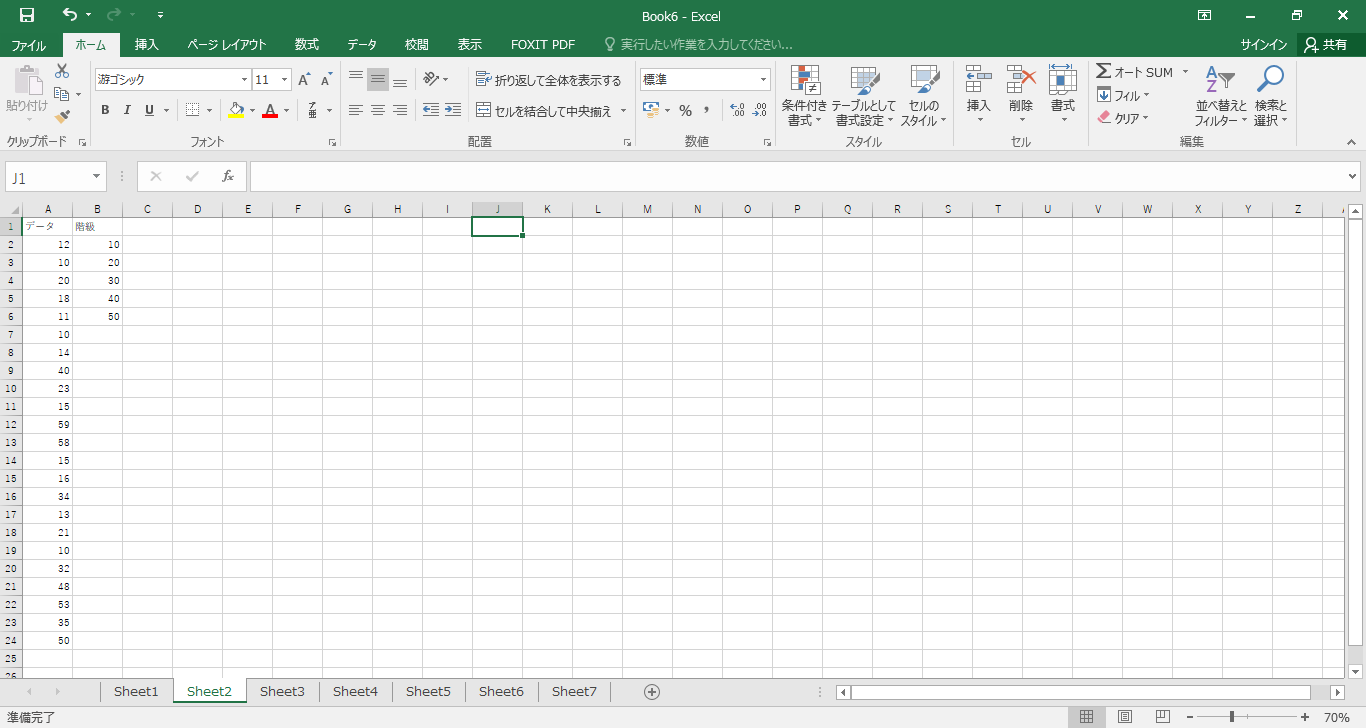 Book6 - Excel
ファイル ホーム 挿入 ページ レイアウト 数式 データ 校閲 表示 FOXIT PDF 実行したい作業を入力してください... サインイン 共有
貼り付け
クリップボード
游ゴシック 11
B I U A
フォント
折り返して全体を表示する
セルを結合して中央揃え
配置
標準
% ,
数値
条件付き書式
テーブルとして書式設定
セルのスタイル
スタイル
挿入 削除 書式
セル
オート SUM
フィル
クリア
並べ替えとフィルター
検索と選択
編集
J1 fx
A B C D E F G H I J K L M N O P Q R S T U V W X Y Z
1 データ 階級
2 12 10
3 10 20
4 20 30
5 18 40
6 11 50
7 10
8 14
9 40
10 23
11 15
12 59
13 58
14 15
15 16
16 34
17 13
18 21
19 10
20 32
21 48
22 53
23 35
24 50
25
26
Sheet1 Sheet2 Sheet3 Sheet4 Sheet5 Sheet6 Sheet7
準備完了 70%